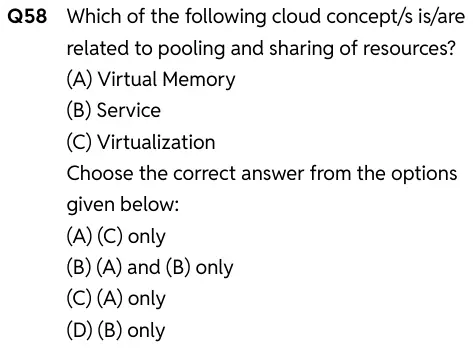 Q58 Which of the following cloud concept/s is/are
related to pooling and sharing of resources?
(A) Virtual Memory
(B) Service
(C) Virtualization
Choose the correct answer from the options
given below:
(A) (C) only
(B) (A) and (B) only
(C) (A) only
(D) (B) only